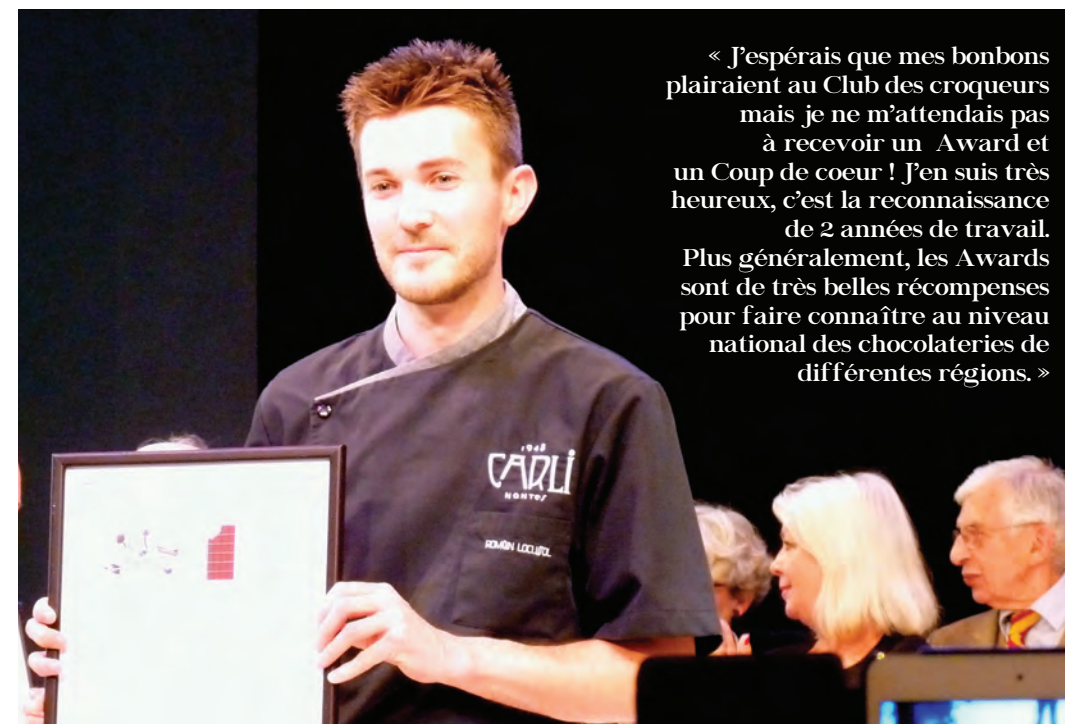 « J'espérais que mes bonbons
plairaient au Club des croqueurs
mais je ne m'attendais pas
à recevoir un Award et
un Coup de coeur ! J'en suis très
heureux, c'est la reconnaissance
de 2 années de travail.
Plus généralement, les Awards
sont de très belles récompenses
pour faire connaître au niveau
national des chocolateries de
différentes régions. »
1948
CARLI
NANTES
ROMAIN